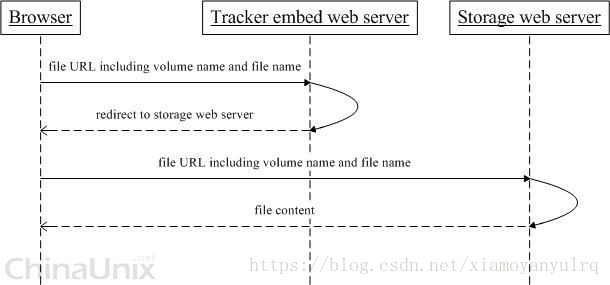 Browser
Tracker embed web server
Storage web server
file URL including volume name and file name
redirect to storage web server
file URL including volume name and file name
file content
ChinaUnix.net
https://blog.csdn.net/xiamoyanyulrq